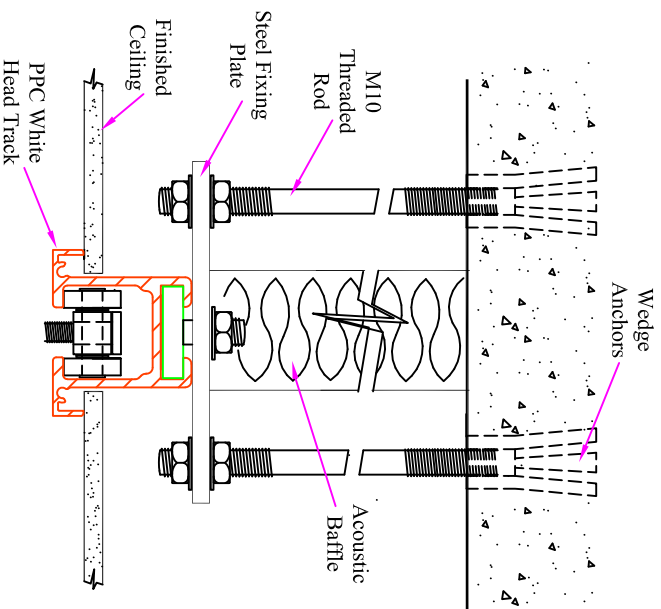 Wedge
Anchors
M10
Threaded
Rod
Steel Fixing
Plate
Finished
Ceiling
PPC White
Head Track
Acoustic
Baffle